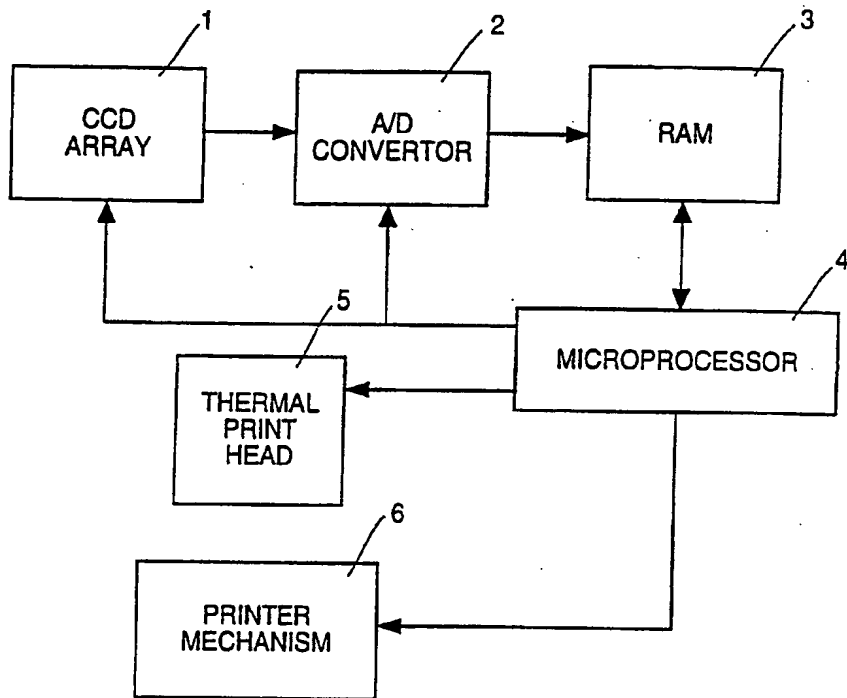 1
CCD
ARRAY
2
A/D
CONVERTOR
3
RAM
4
MICROPROCESSOR
5
THERMAL
PRINT
HEAD
6
PRINTER
MECHANISM